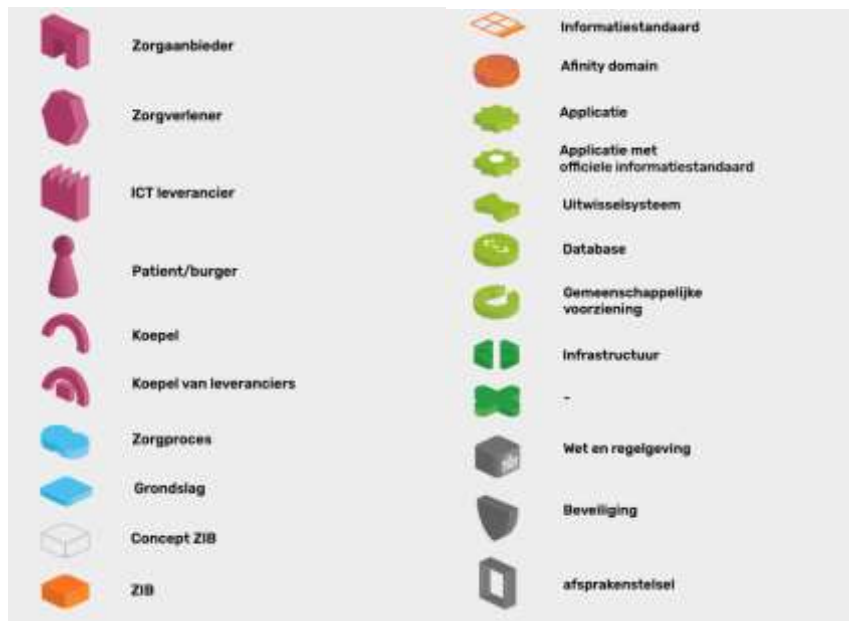 Zorgaanbieder
Zorgverlener
ICT leverancier
Patient/burger
Koepel
Koepel van leveranciers
Zorgproces
Grondslag
Concept ZIB
ZIB
Informatiestandaard
Afinity domain
Applicatie
Applicatie met
officiele informatiestandaard
Uitwisselsysteem
Database
Gemeenschappelijke
voorziening
Infrastructuur
-
Wet en regelgeving
Beveiliging
afsprakenstelsel